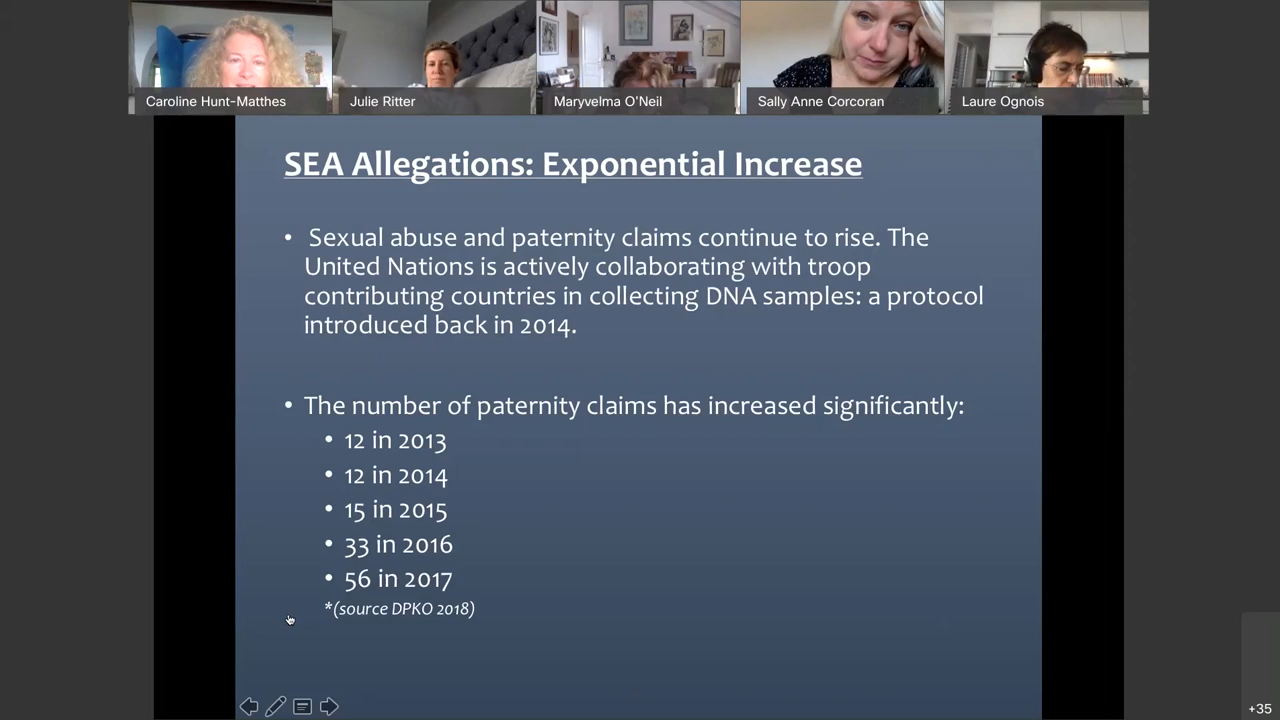 Caroline Hunt-Matthes
Julie Ritter
Maryvelma O'Neil
Sally Anne Corcoran
Laure Ognois
SEA Allegations: Exponential Increase
• Sexual abuse and paternity claims continue to rise. The
United Nations is actively collaborating with troop
contributing countries in collecting DNA samples: a protocol
introduced back in 2014.
• The number of paternity claims has increased significantly:
• 12 in 2013
• 12 in 2014
• 15 in 2015
• 33 in 2016
• 56 in 2017
*(source DPKO 2018)
+35